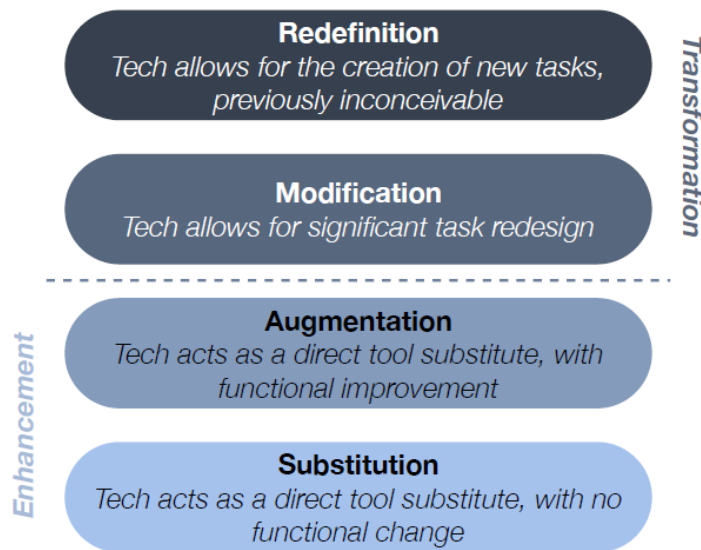 Redefinition
Tech allows for the creation of new tasks,
previously inconceivable
Transformation
Modification
Tech allows for significant task redesign
Augmentation
Tech acts as a direct tool substitute, with
functional improvement
Enhancement
Substitution
Tech acts as a direct tool substitute, with no
functional change